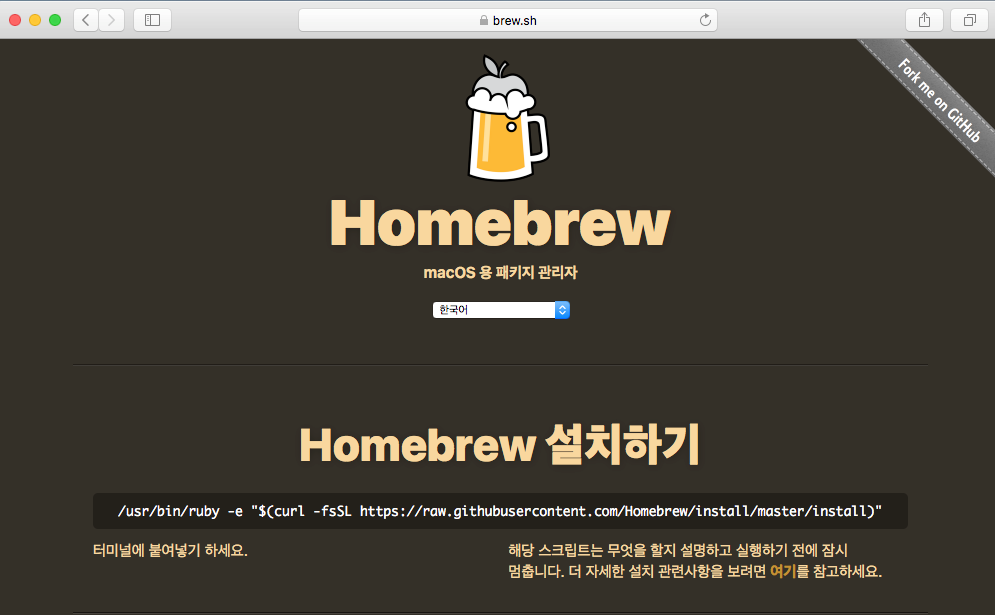 brew.sh
Fork me on GitHub
Homebrew
macOS 용 패키지 관리자
한국어
Homebrew 설치하기
/usr/bin/ruby -e "$(curl -fsSL https://raw.githubusercontent.com/Homebrew/install/master/install)"
터미널에 붙여넣기 하세요.
해당 스크립트는 무엇을 할지 설명하고 실행하기 전에 잠시
멈춥니다. 더 자세한 설치 관련사항을 보려면 여기를 참고하세요.